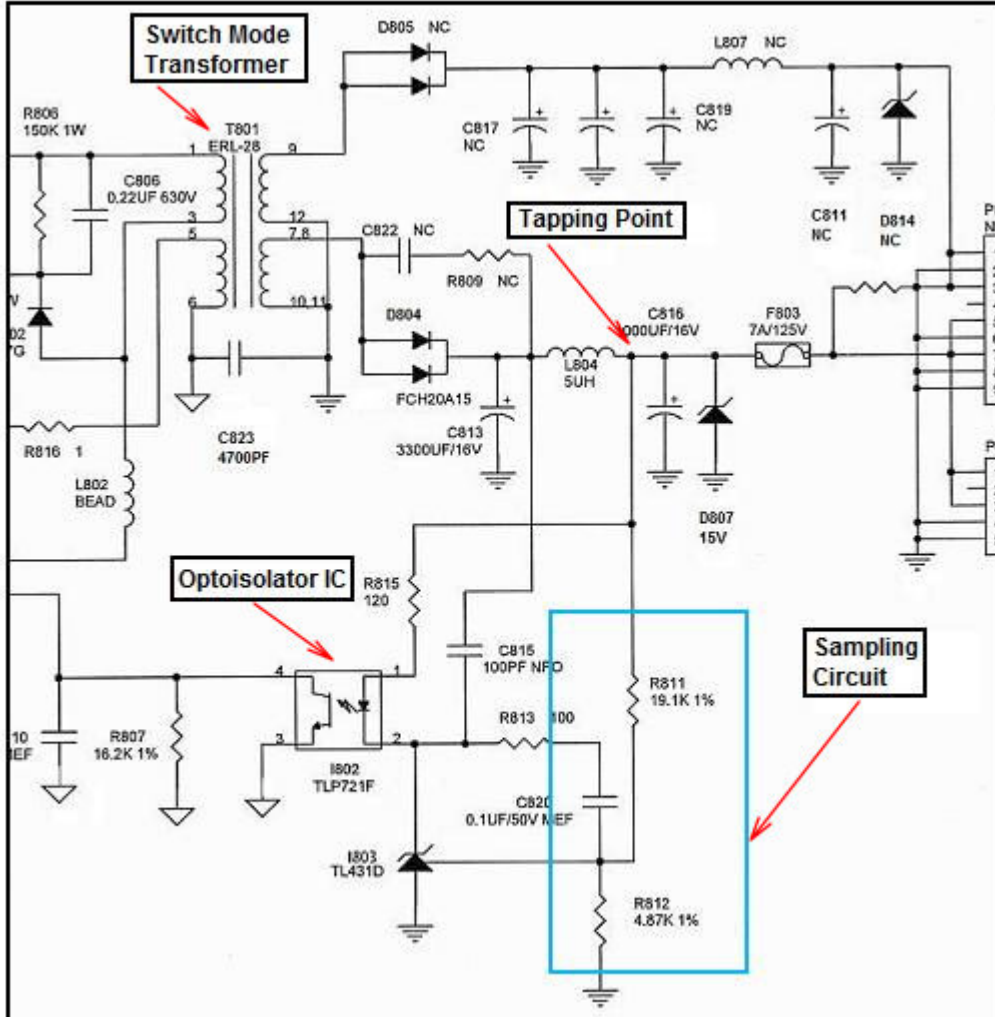 Switch Mode
Transformer
D805 NC
L807 NC
R806
150K 1W
T801
ERL-28
1
9
C817
NC
C819
NC
C806
0.22UF 630V
3
12
5
7,8
C822 NC
Tapping Point
C811
NC
D814
NC
R809 NC
6
10,11
D804
C816
000UF/16V
F803
7A/125V
L804
5UH
FCH20A15
C813
3300UF/16V
R816 1
C823
4700PF
L802
BEAD
D807
15V
Optoisolator IC
R815
120
C815
100PF NPO
Sampling
Circuit
4
1
R811
19.1K 1%
R813 100
R807
16.2K 1%
3
2
I802
TLP721F
C820
0.1UF/50V MEF
I803
TL431D
R812
4.87K 1%